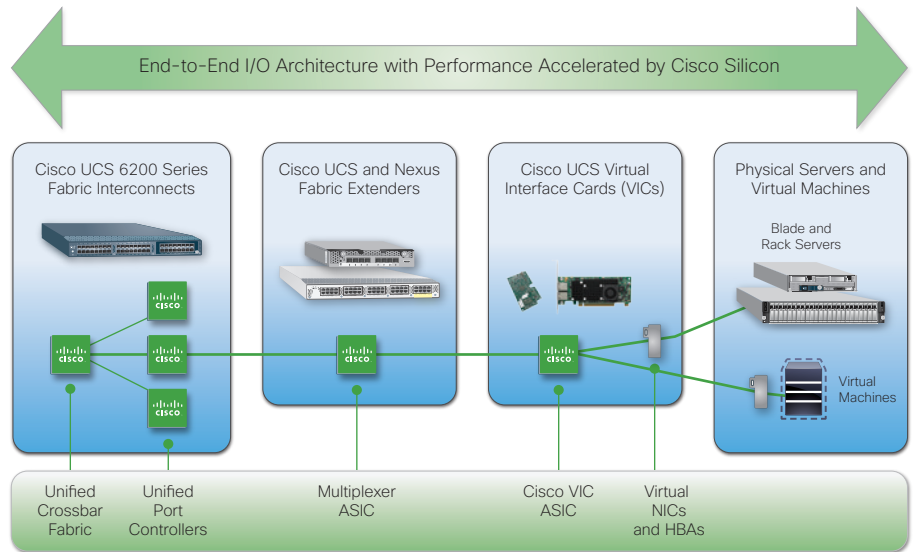 End-to-End I/O Architecture with Performance Accelerated by Cisco Silicon
Cisco UCS 6200 Series
Fabric Interconnects
cisco
cisco
cisco
cisco
Cisco UCS and Nexus
Fabric Extenders
cisco
Cisco UCS Virtual
Interface Cards (VICs)
cisco
Physical Servers and
Virtual Machines
Blade and
Rack Servers
Virtual
Machines
Unified
Crossbar
Fabric
Unified
Port
Controllers
Multiplexer
ASIC
Cisco VIC
ASIC
Virtual
NICs
and HBAs